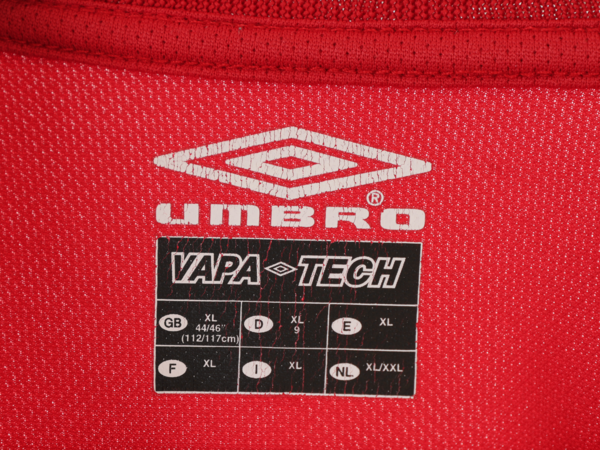 UMBRO®
VAPA TECH
GB XL
44/46"
(112/117cm)
D XL
9
E XL
F XL
I XL
NL XL/XXL